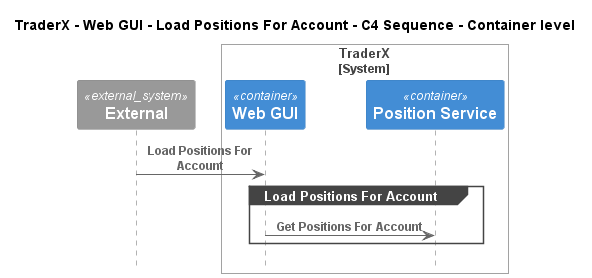 TraderX - Web GUI - Load Positions For Account - C4 Sequence - Container level
TraderX
[System]
«external_system»
External
«container»
Web GUI
«container»
Position Service
Load Positions For
Account
Load Positions For Account
Get Positions For Account